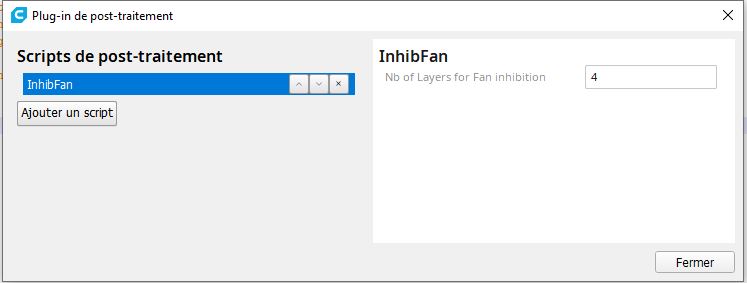 Plug-in de post-traitement
Scripts de post-traitement
InhibFan
Ajouter un script
InhibFan
Nb of Layers for Fan inhibition
4
Fermer